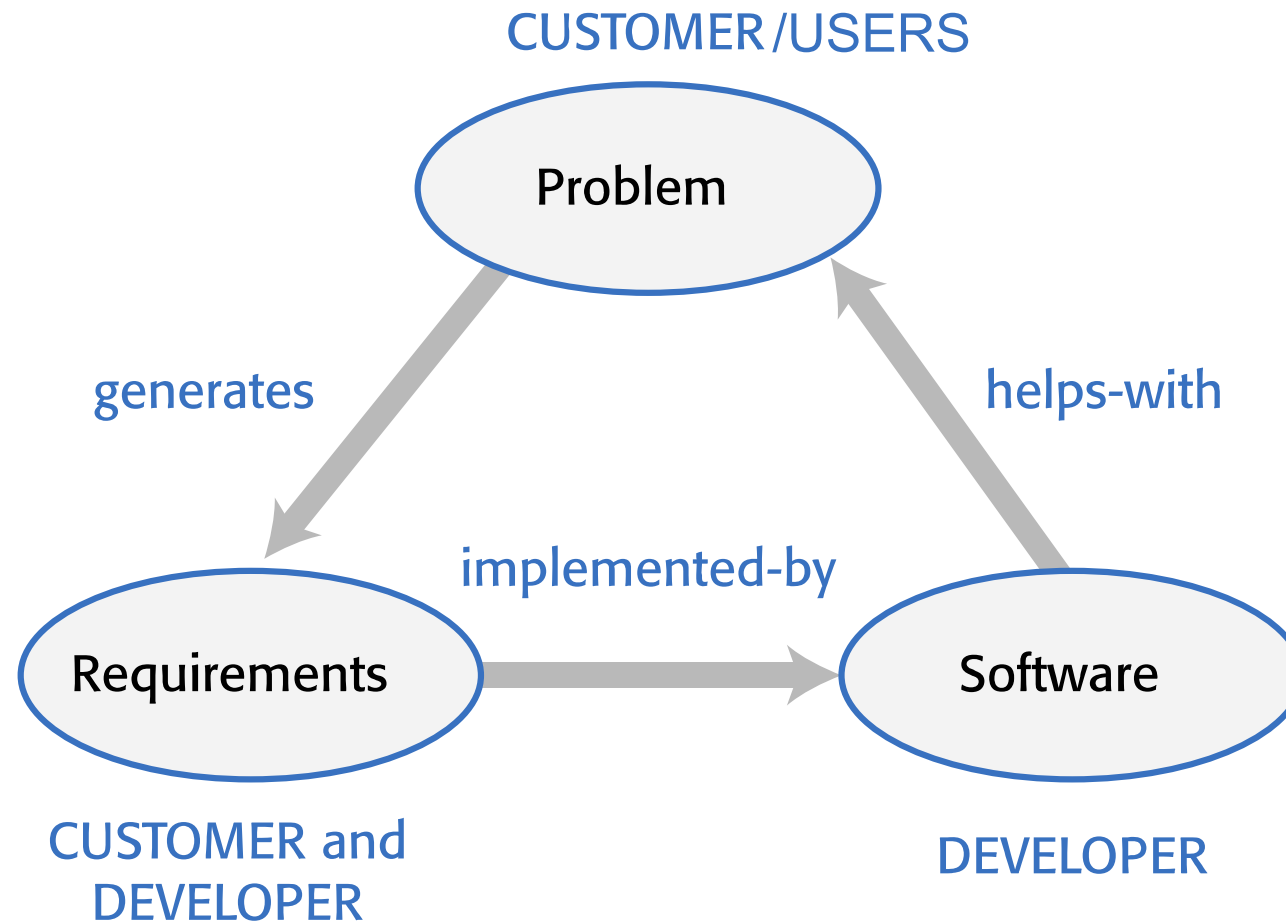 CUSTOMER /USERS
Problem
generates
helps-with
implemented-by
Requirements
Software
CUSTOMER and
DEVELOPER
DEVELOPER